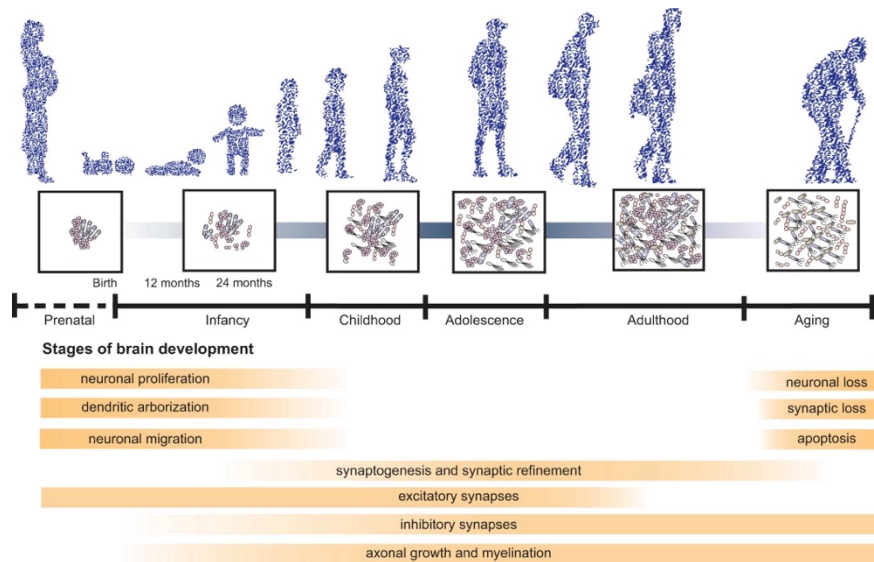 Birth 12 months 24 months
Prenatal Infancy Childhood Adolescence Adulthood Aging
Stages of brain development
neuronal proliferation neuronal loss
dendritic arborization synaptic loss
neuronal migration apoptosis
synaptogenesis and synaptic refinement
excitatory synapses
inhibitory synapses
axonal growth and myelination